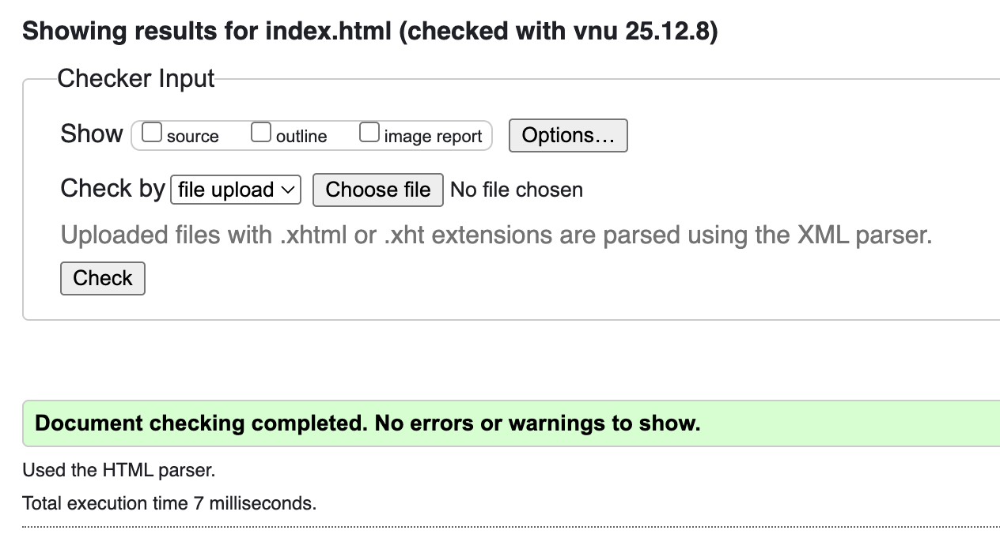 Showing results for index.html (checked with vnu 25.12.8)
Checker Input
Show source outline image report Options…
Check by file upload Choose file No file chosen
Uploaded files with .xhtml or .xht extensions are parsed using the XML parser.
Check
Document checking completed. No errors or warnings to show.
Used the HTML parser.
Total execution time 7 milliseconds.